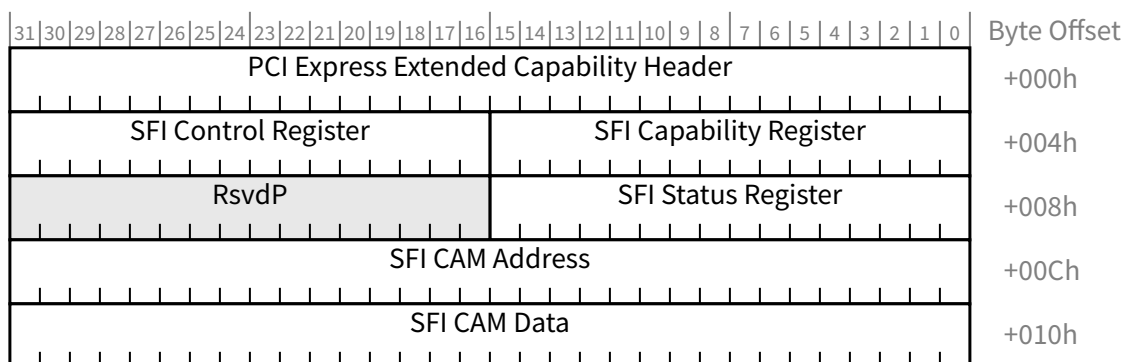 31 30 29 28 27 26 25 24 23 22 21 20 19 18 17 16 15 14 13 12 11 10 9 8 7 6 5 4 3 2 1 0 Byte Offset
PCI Express Extended Capability Header +000h
SFI Control Register SFI Capability Register +004h
RsvdP SFI Status Register +008h
SFI CAM Address +00Ch
SFI CAM Data +010h